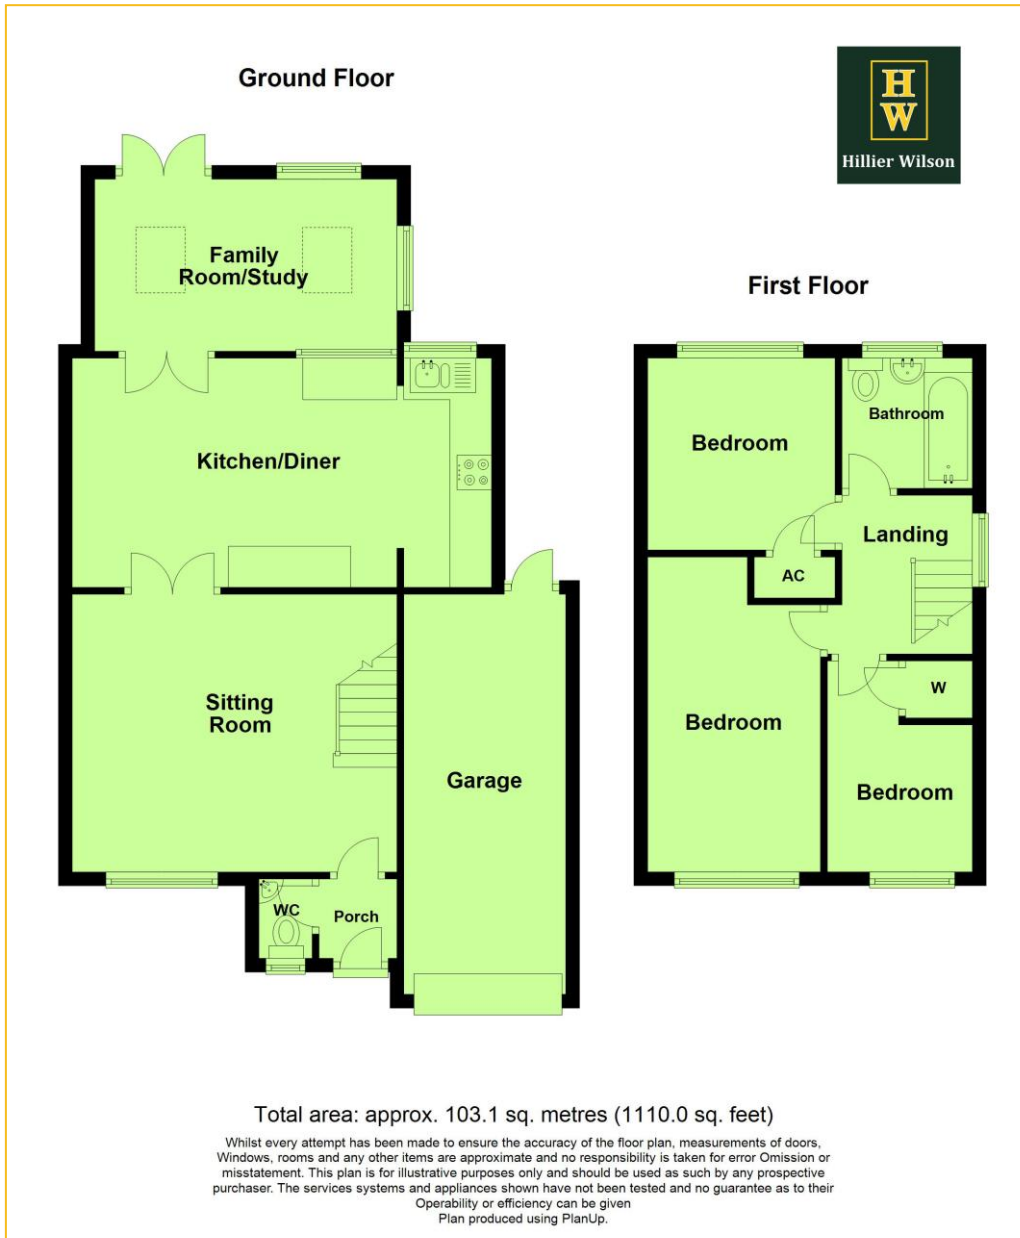 Ground Floor
H
W
Hillier Wilson
Family
Room/Study
First Floor
Kitchen/Diner
Sitting
Room
Garage
WC
Porch
Bedroom
Bathroom
Landing
AC
Bedroom
W
Bedroom
Total area: approx. 103.1 sq. metres (1110.0 sq. feet)
Whilst every attempt has been made to ensure the accuracy of the floor plan, measurements of doors,
Windows, rooms and any other items are approximate and no responsibility is taken for error Omission or
misstatement. This plan is for illustrative purposes only and should be used as such by any prospective
purchaser. The services systems and appliances shown have not been tested and no guarantee as to their
Operability or efficiency can be given
Plan produced using PlanUp.